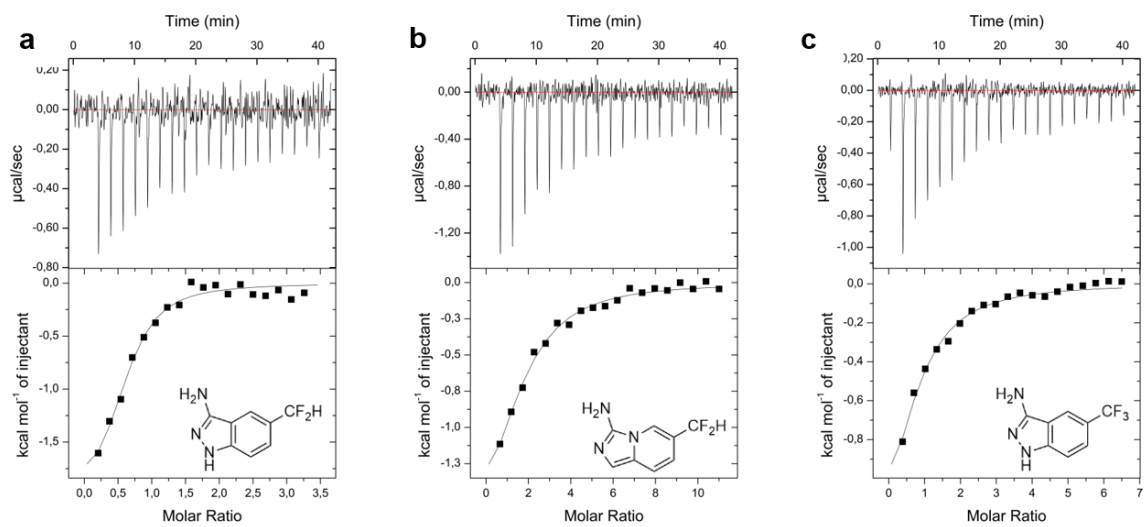 a
Time (min)
0 10 20 30 40
0,20
0,00
-0,20
-0,40
-0,60
-0,80
µcal/sec
0,0
-0,5
-1,0
-1,5
kcal mol⁻¹ of injectant
H₂N
CF₂H
N
N
H
0,0 0,5 1,0 1,5 2,0 2,5 3,0 3,5
Molar Ratio
b
Time (min)
0 10 20 30 40
0,00
-0,40
-0,80
-1,20
µcal/sec
0,0
-0,3
-0,5
-0,8
-1,0
-1,3
kcal mol⁻¹ of injectant
H₂N
N
CF₂H
N
0 2 4 6 8 10
Molar Ratio
c
Time (min)
0 10 20 30 40
0,20
0,00
-0,20
-0,40
-0,60
-0,80
-1,00
µcal/sec
0,0
-0,2
-0,4
-0,6
-0,8
kcal mol⁻¹ of injectant
H₂N
CF₃
N
N
H
0 1 2 3 4 5 6 7
Molar Ratio